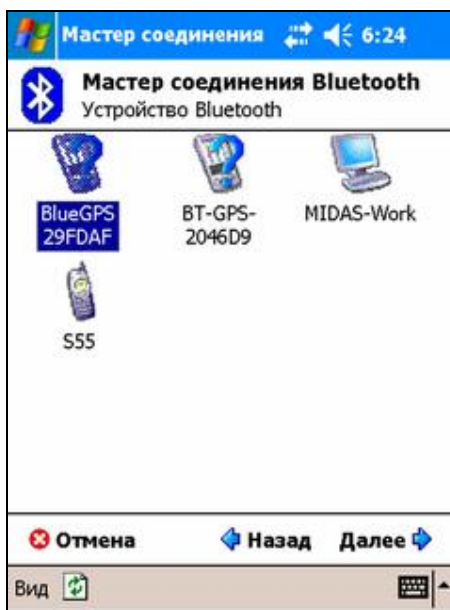 Мастер соединения 6:24
Мастер соединения Bluetooth
Устройство Bluetooth
BlueGPS 29FDAF
BT-GPS-2046D9
MIDAS-Work
S55
Отмена Назад Далее
Вид